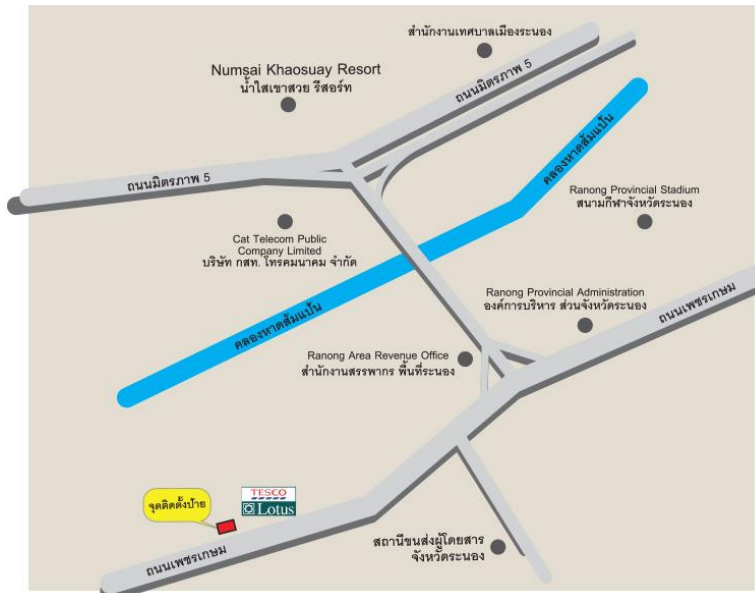 สำนักงานเทศบาลเมืองระนอง
Numsai Khaosuay Resort
น้ำใสเขาสวย รีสอร์ท
ถนนมิตรภาพ 5
คลองหาดส้มแป้น
ถนนมิตรภาพ 5
Ranong Provincial Stadium
สนามกีฬาจังหวัดระนอง
Cat Telecom Public
Company Limited
บริษัท กสท. โทรคมนาคม จำกัด
Ranong Provincial Administration
องค์การบริหาร ส่วนจังหวัดระนอง
ถนนเพชรเกษม
คลองหาดส้มแป้น
Ranong Area Revenue Office
สำนักงานสรรพากร พื้นที่ระนอง
จุดติดตั้งป้าย
TESCO
Lotus
ถนนเพชรเกษม
สถานีขนส่งผู้โดยสาร
จังหวัดระนอง